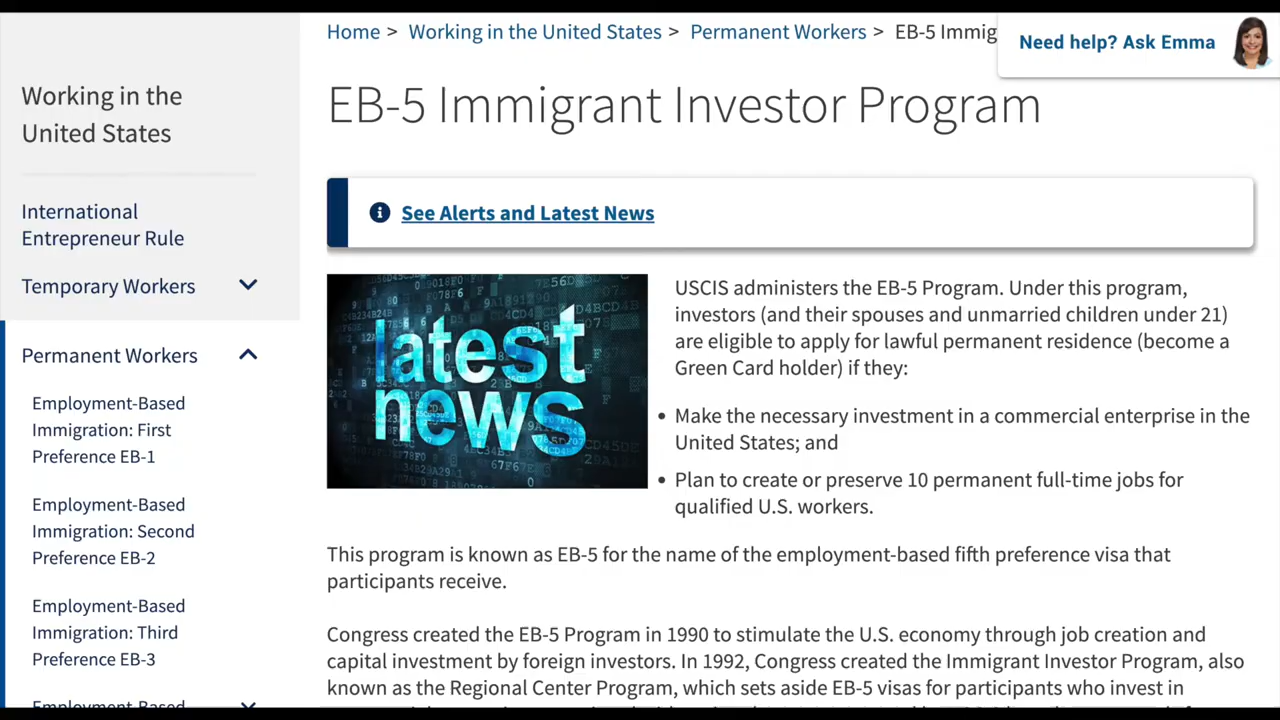 Home > Working in the United States > Permanent Workers > EB-5 Immig
Need help? Ask Emma
Working in the
United States
International
Entrepreneur Rule
Temporary Workers
Permanent Workers
Employment-Based
Immigration: First
Preference EB-1
Employment-Based
Immigration: Second
Preference EB-2
Employment-Based
Immigration: Third
Preference EB-3
Employment-Based
EB-5 Immigrant Investor Program
See Alerts and Latest News
latest
news
USCIS administers the EB-5 Program. Under this program,
investors (and their spouses and unmarried children under 21)
are eligible to apply for lawful permanent residence (become a
Green Card holder) if they:
• Make the necessary investment in a commercial enterprise in the
United States; and
• Plan to create or preserve 10 permanent full-time jobs for
qualified U.S. workers.
This program is known as EB-5 for the name of the employment-based fifth preference visa that
participants receive.
Congress created the EB-5 Program in 1990 to stimulate the U.S. economy through job creation and
capital investment by foreign investors. In 1992, Congress created the Immigrant Investor Program, also
known as the Regional Center Program, which sets aside EB-5 visas for participants who invest in